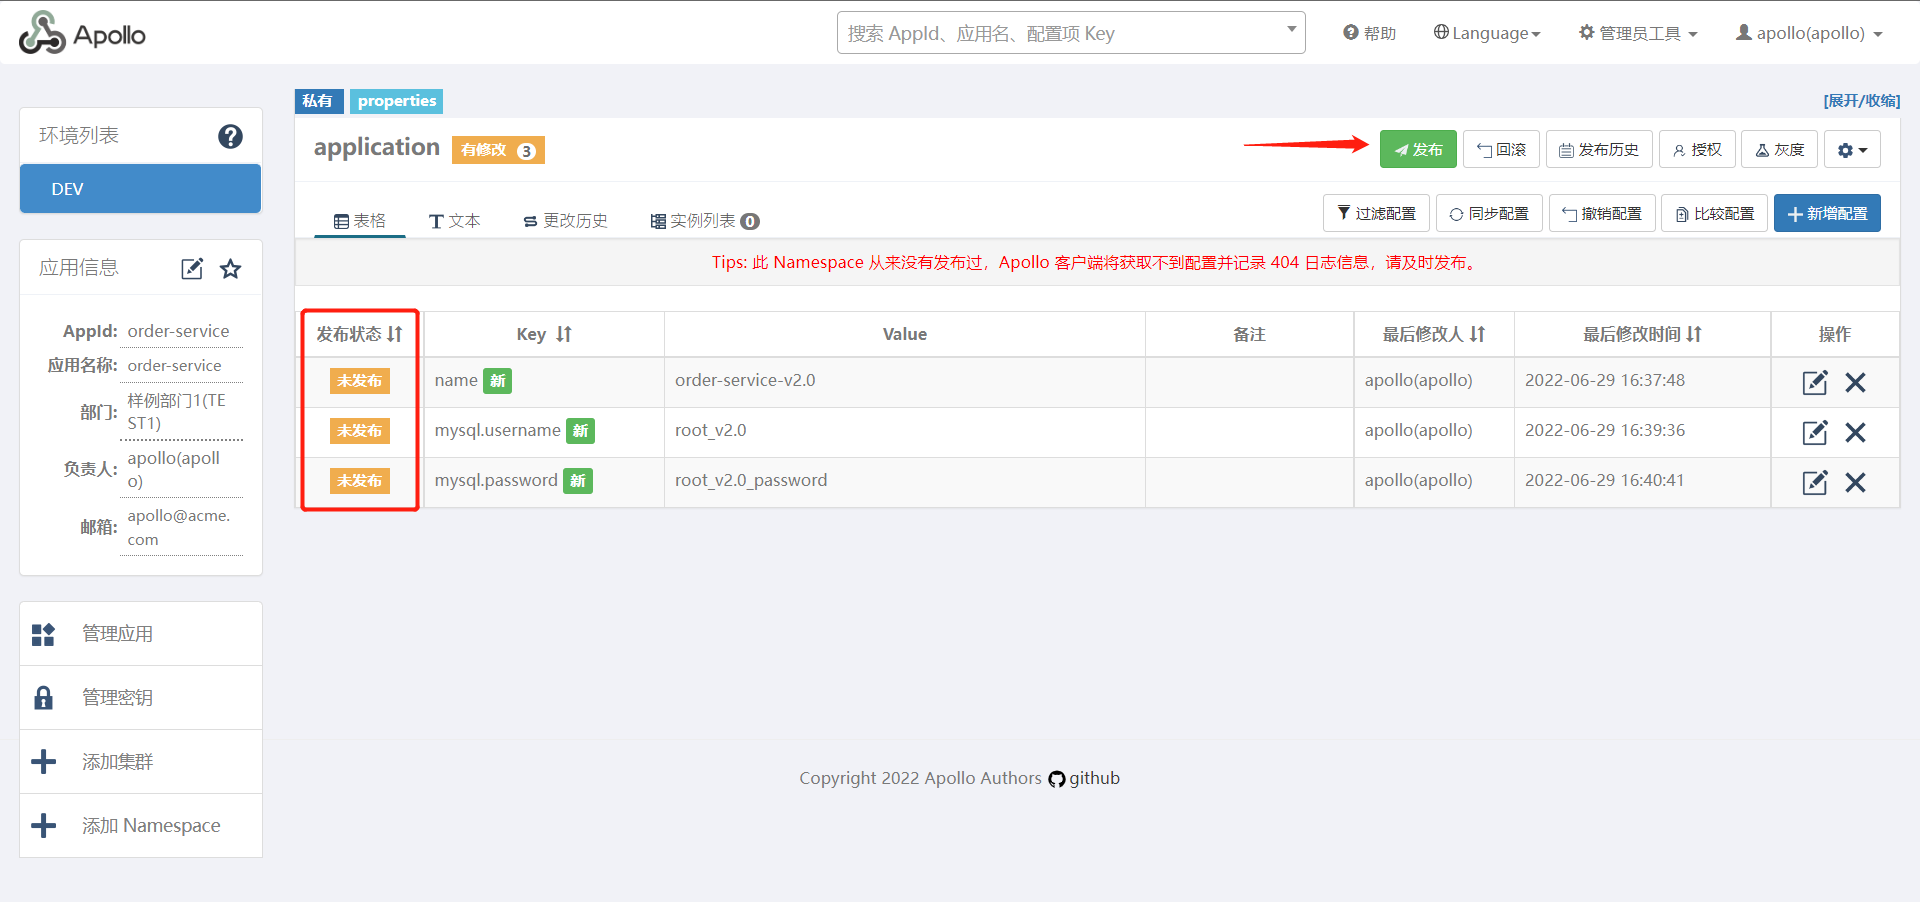 Apollo
搜索 AppId、应用名、配置项 Key
帮助
Language
管理员工具
apollo(apollo)
环境列表
DEV
应用信息
AppId: order-service
应用名称: order-service
部门: 样例部门1(TE
ST1)
负责人: apollo(apoll
o)
邮箱: apollo@acme.
com
管理应用
管理密钥
添加集群
添加 Namespace
私有 properties
[展开/收缩]
application 有修改 3
发布 回滚 发布历史 授权 灰度
表格 文本 更改历史 实例列表 0
过滤配置 同步配置 撤销配置 比较配置 新增配置
Tips: 此 Namespace 从来没有发布过，Apollo 客户端将获取不到配置并记录 404 日志信息，请及时发布。
发布状态 Key Value 备注 最后修改人 最后修改时间 操作
未发布 name 新 order-service-v2.0 apollo(apollo) 2022-06-29 16:37:48
未发布 mysql.username 新 root_v2.0 apollo(apollo) 2022-06-29 16:39:36
未发布 mysql.password 新 root_v2.0_password apollo(apollo) 2022-06-29 16:40:41
Copyright 2022 Apollo Authors github